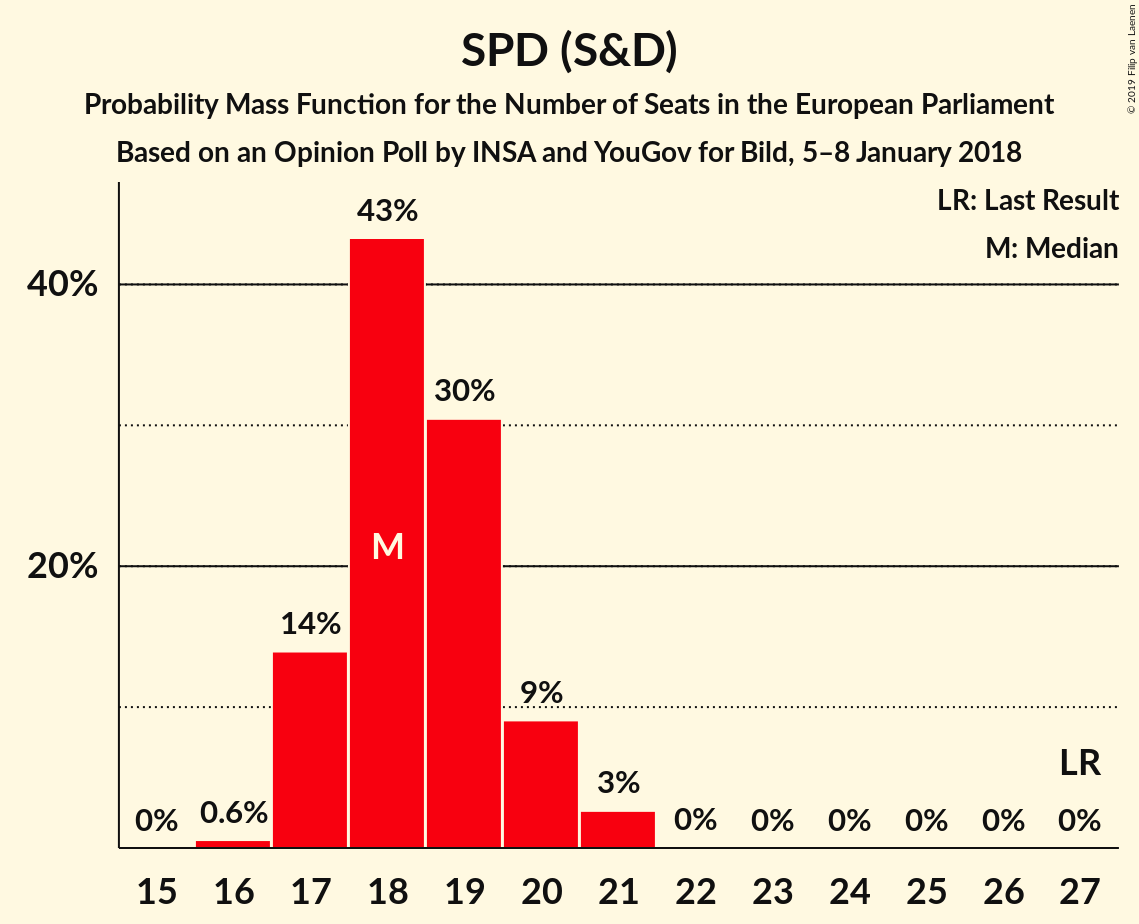 SPD (S&D)
Probability Mass Function for the Number of Seats in the European Parliament
Based on an Opinion Poll by INSA and YouGov for Bild, 5–8 January 2018
© 2019 Filip van Laenen
LR: Last Result
M: Median
43%
40%
30%
M
20%
14%
9%
LR
3%
0% 0.6% 0% 0% 0% 0% 0% 0%
15 16 17 18 19 20 21 22 23 24 25 26 27